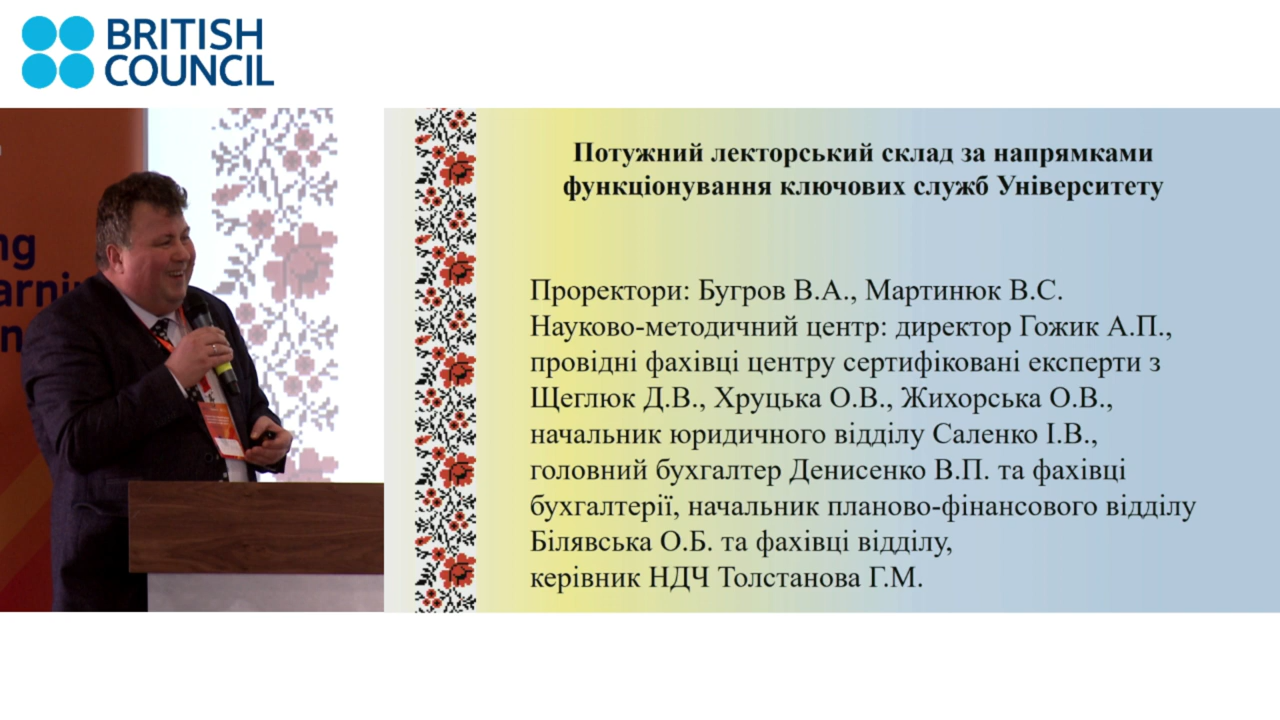 BRITISH
COUNCIL
ng
arni
n
Потужний лекторський склад за напрямками
функціонування ключових служб Університету
Проректори: Бугров В.А., Мартинюк В.С.
Науково-методичний центр: директор Гожик А.П.,
провідні фахівці центру сертифіковані експерти з
Щеглюк Д.В., Хруцька О.В., Жихорська О.В.,
начальник юридичного відділу Саленко І.В.,
головний бухгалтер Денисенко В.П. та фахівці
бухгалтерії, начальник планово-фінансового відділу
Білявська О.Б. та фахівці відділу,
керівник НДЧ Толстанова Г.М.